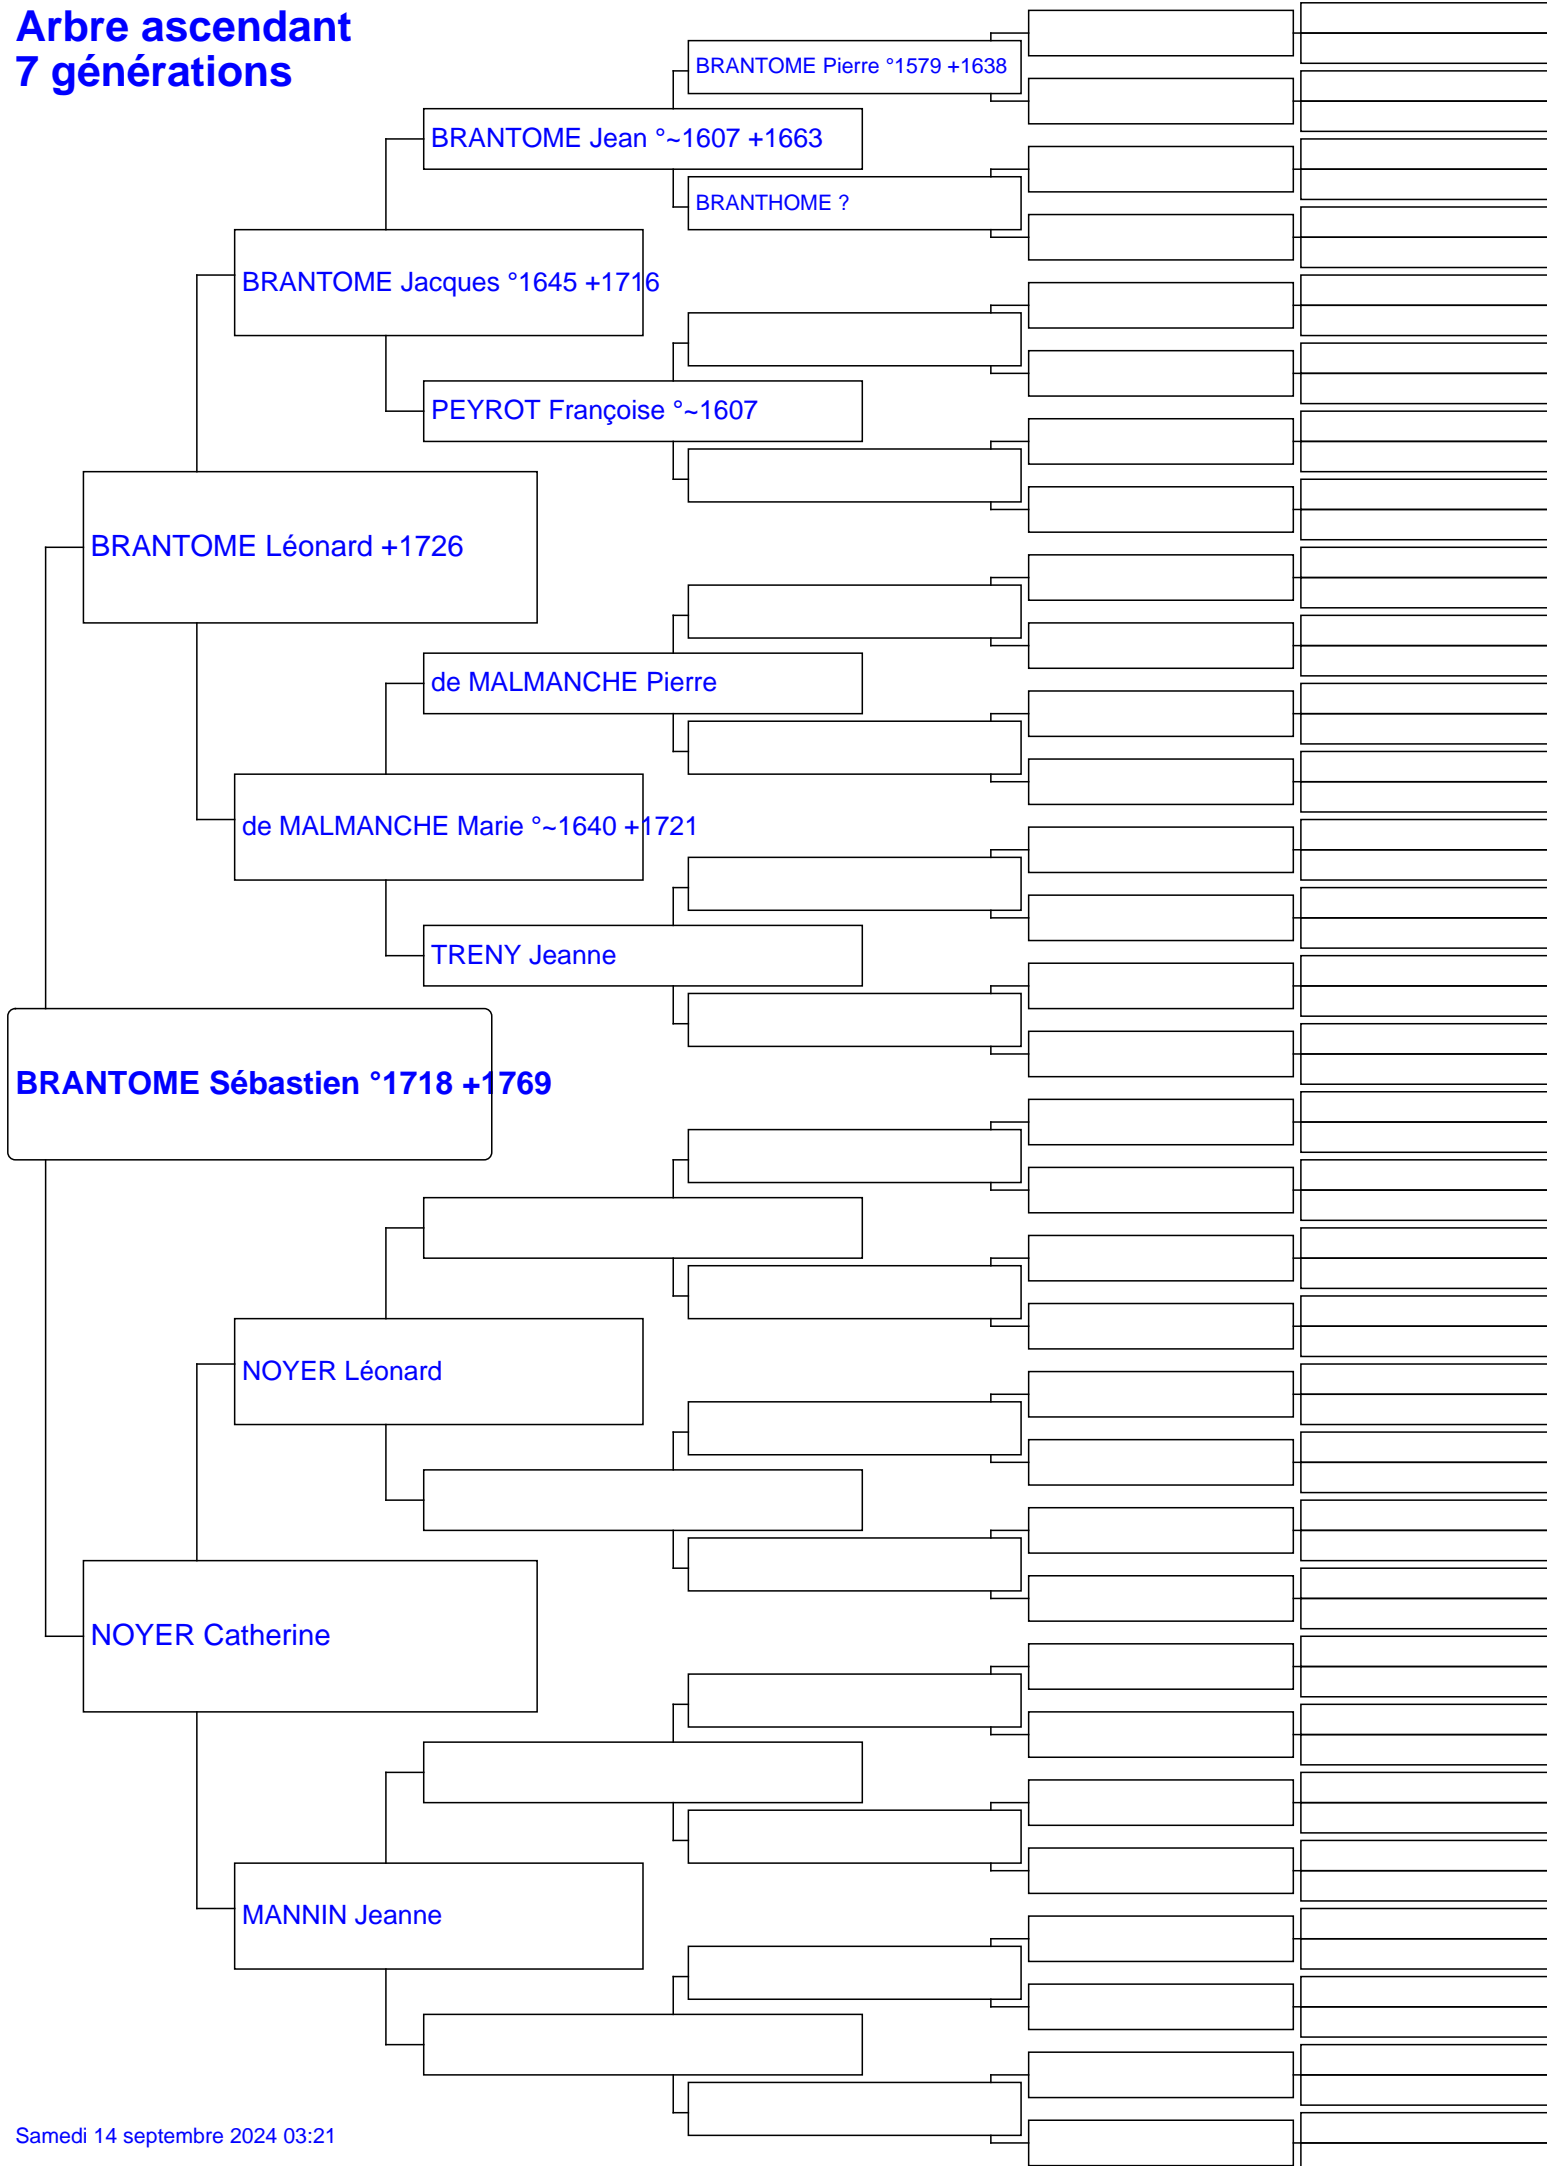 Arbre ascendant
7 générations
BRANTOME Pierre °1579 +1638
BRANTOME Jean °~1607 +1663
BRANTHOME ?
BRANTOME Jacques °1645 +1716
PEYROT Françoise °~1607
BRANTOME Léonard +1726
de MALMANCHE Pierre
de MALMANCHE Marie °~1640 +1721
TRENY Jeanne
BRANTOME Sébastien °1718 +1769
NOYER Léonard
NOYER Catherine
MANNIN Jeanne
Samedi 14 septembre 2024 03:21